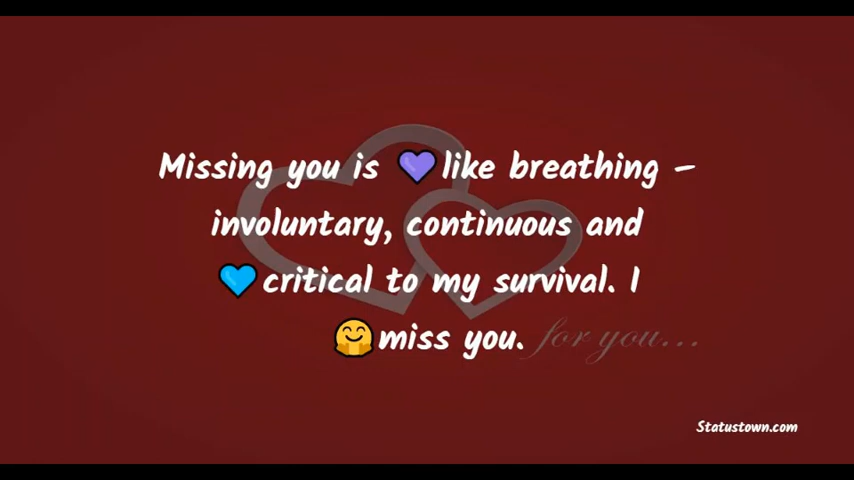 Missing you is 💜like breathing –
involuntary, continuous and
💙critical to my survival. I
🤗miss you.
for you...
Statustown.com